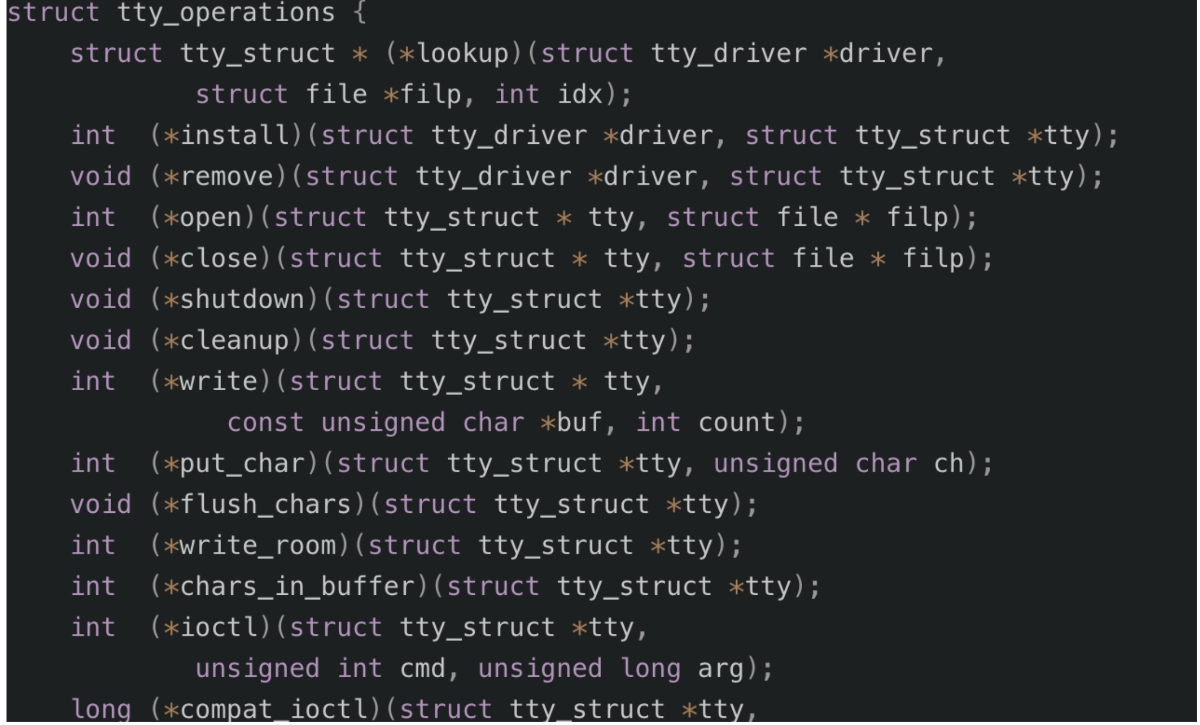 struct tty_operations {
    struct tty_struct * (*lookup)(struct tty_driver *driver,
            struct file *filp, int idx);
    int  (*install)(struct tty_driver *driver, struct tty_struct *tty);
    void (*remove)(struct tty_driver *driver, struct tty_struct *tty);
    int  (*open)(struct tty_struct * tty, struct file * filp);
    void (*close)(struct tty_struct * tty, struct file * filp);
    void (*shutdown)(struct tty_struct *tty);
    void (*cleanup)(struct tty_struct *tty);
    int  (*write)(struct tty_struct * tty,
              const unsigned char *buf, int count);
    int  (*put_char)(struct tty_struct *tty, unsigned char ch);
    void (*flush_chars)(struct tty_struct *tty);
    int  (*write_room)(struct tty_struct *tty);
    int  (*chars_in_buffer)(struct tty_struct *tty);
    int  (*ioctl)(struct tty_struct *tty,
            unsigned int cmd, unsigned long arg);
    long (*compat_ioctl)(struct tty_struct *tty,